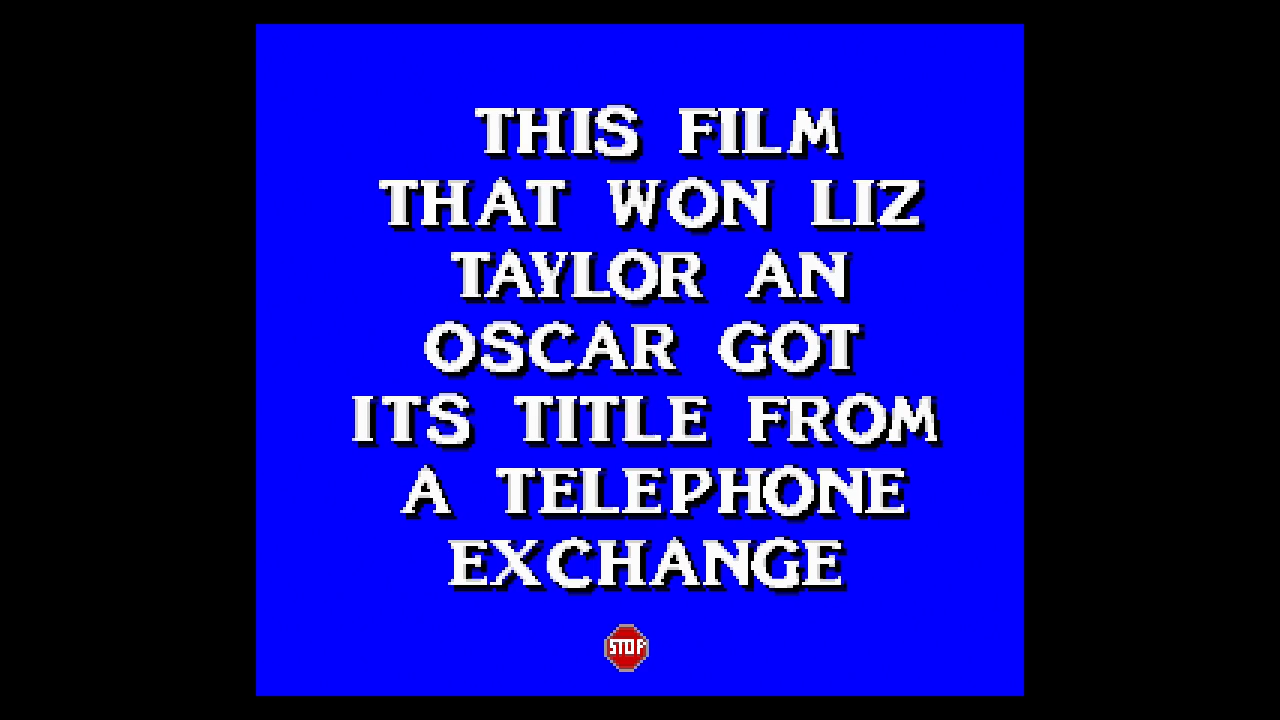 THIS FILM
THAT WON LIZ
TAYLOR AN
OSCAR GOT
ITS TITLE FROM
A TELEPHONE
EXCHANGE
STOP